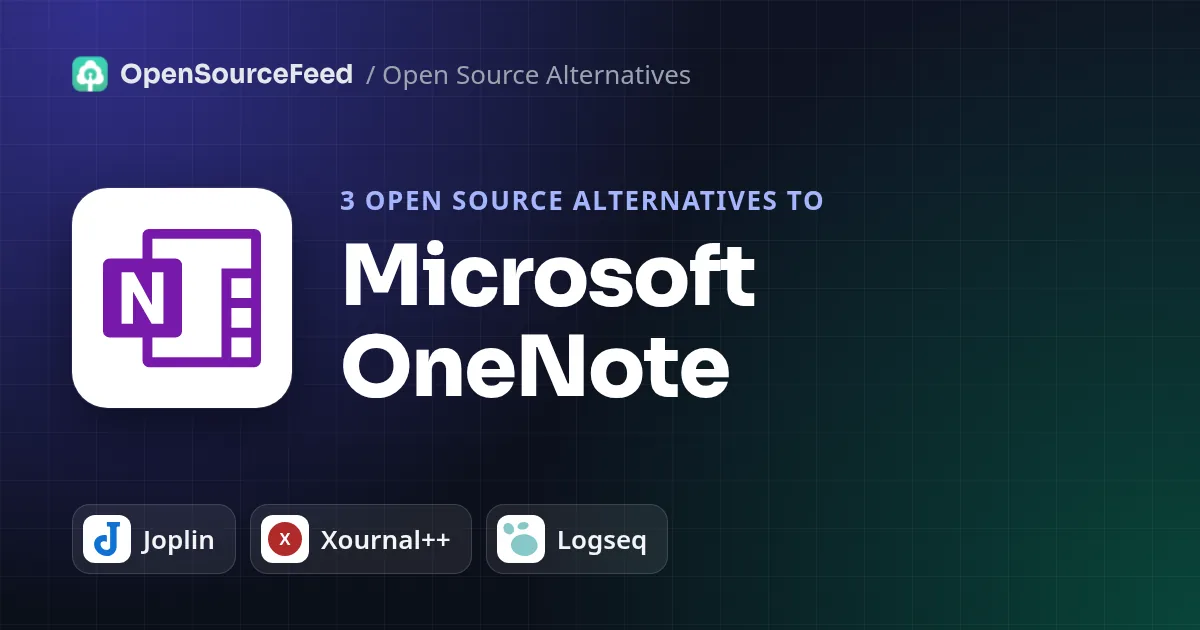 OpenSourceFeed / Open Source Alternatives
3 OPEN SOURCE ALTERNATIVES TO
N
Microsoft
OneNote
Joplin
X
Xournal++
Logseq